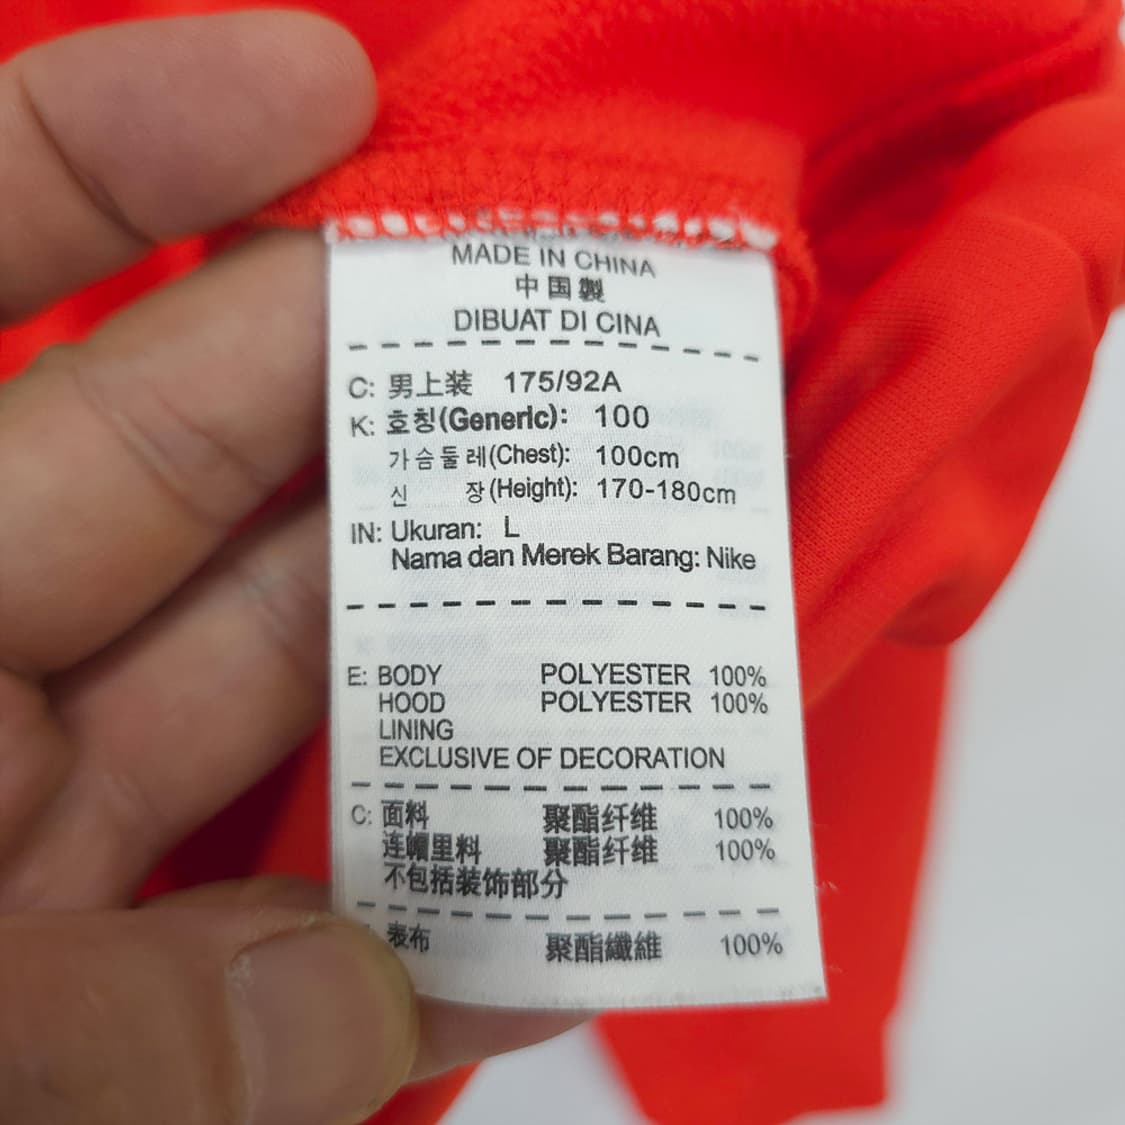 MADE IN CHINA
中国製
DIBUAT DI CINA
C: 男上装 175/92A
K: 호칭(Generic): 100
가슴둘레(Chest): 100cm
신 장(Height): 170-180cm
IN: Ukuran: L
Nama dan Merek Barang: Nike
E: BODY POLYESTER 100%
HOOD POLYESTER 100%
LINING
EXCLUSIVE OF DECORATION
C: 面料 聚酯纤维 100%
连帽里料 聚酯纤维 100%
不包括装饰部分
表布 聚酯纖維 100%